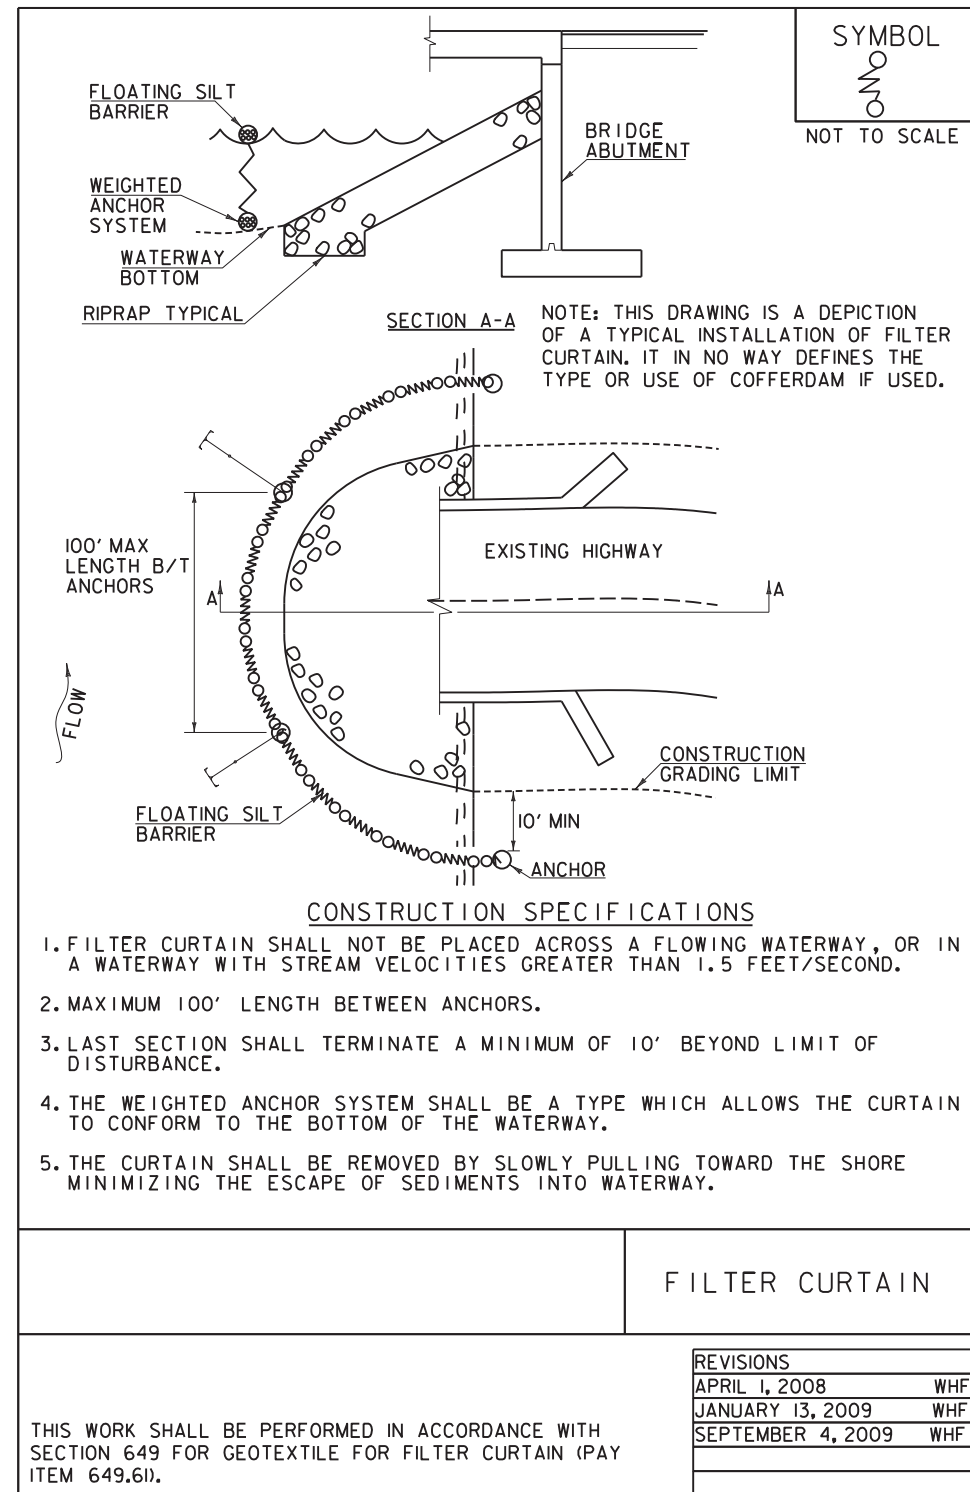 SYMBOL
NOT TO SCALE
FLOATING SILT
BARRIER
BRIDGE
ABUTMENT
WEIGHTED
ANCHOR
SYSTEM
WATERWAY
BOTTOM
RIPRAP TYPICAL
SECTION A-A
NOTE: THIS DRAWING IS A DEPICTION
OF A TYPICAL INSTALLATION OF FILTER
CURTAIN. IT IN NO WAY DEFINES THE
TYPE OR USE OF COFFERDAM IF USED.
100' MAX
LENGTH B/T
ANCHORS
EXISTING HIGHWAY
A
A
FLOW
CONSTRUCTION
GRADING LIMIT
FLOATING SILT
BARRIER
10' MIN
ANCHOR
CONSTRUCTION SPECIFICATIONS
1. FILTER CURTAIN SHALL NOT BE PLACED ACROSS A FLOWING WATERWAY, OR IN
A WATERWAY WITH STREAM VELOCITIES GREATER THAN 1.5 FEET/SECOND.
2. MAXIMUM 100' LENGTH BETWEEN ANCHORS.
3. LAST SECTION SHALL TERMINATE A MINIMUM OF 10' BEYOND LIMIT OF
DISTURBANCE.
4. THE WEIGHTED ANCHOR SYSTEM SHALL BE A TYPE WHICH ALLOWS THE CURTAIN
TO CONFORM TO THE BOTTOM OF THE WATERWAY.
5. THE CURTAIN SHALL BE REMOVED BY SLOWLY PULLING TOWARD THE SHORE
MINIMIZING THE ESCAPE OF SEDIMENTS INTO WATERWAY.
FILTER CURTAIN
REVISIONS
APRIL 1, 2008 WHF
JANUARY 13, 2009 WHF
SEPTEMBER 4, 2009 WHF
THIS WORK SHALL BE PERFORMED IN ACCORDANCE WITH
SECTION 649 FOR GEOTEXTILE FOR FILTER CURTAIN (PAY
ITEM 649.61).